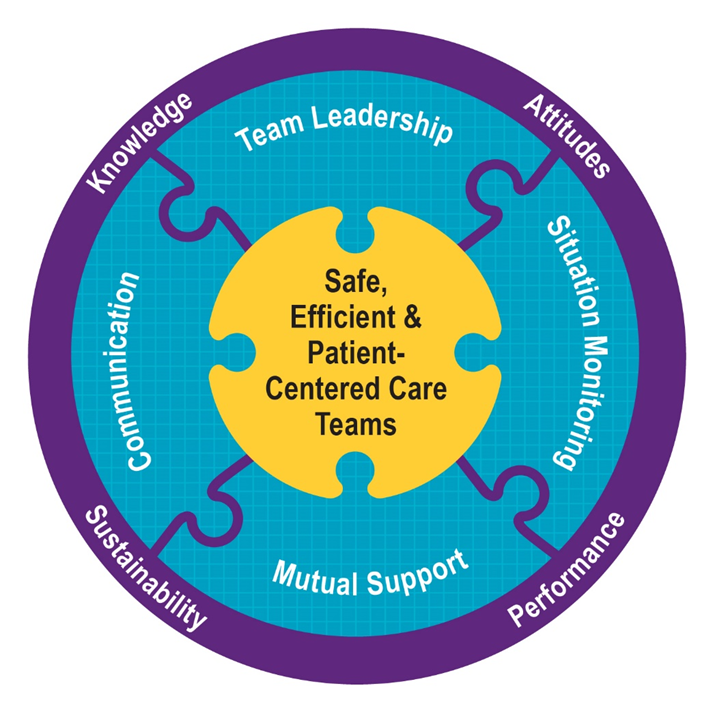 Knowledge
Attitudes
Team Leadership
Communication
Situation Monitoring
Safe,
Efficient &
Patient-
Centered Care
Teams
Mutual Support
Sustainability
Performance